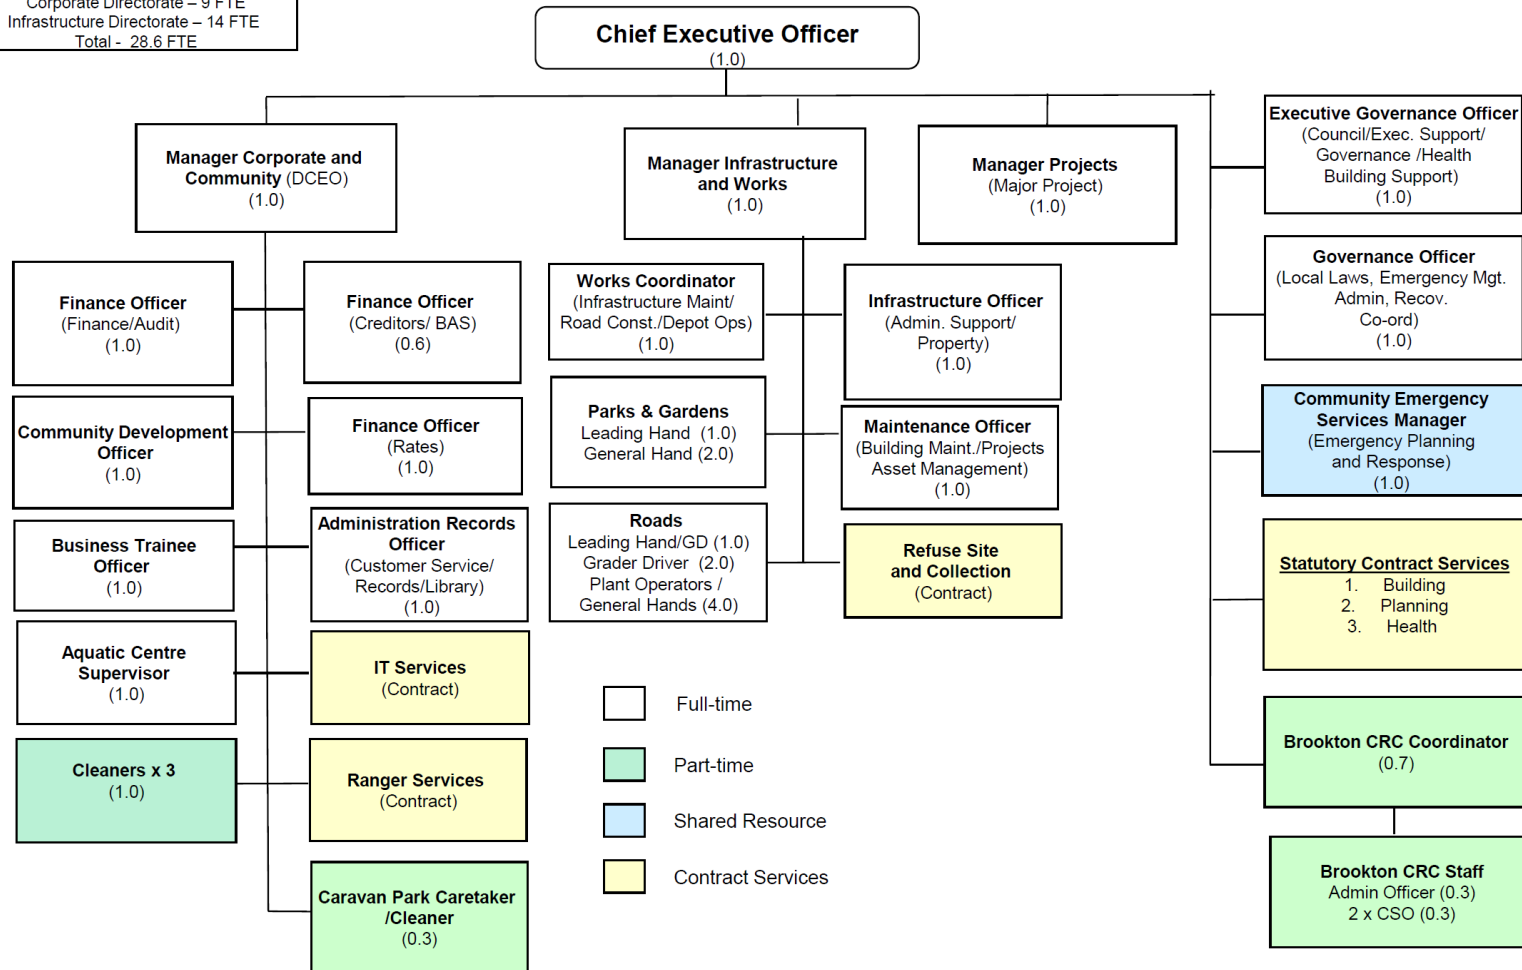 Corporate Directorate – 9 FTE
Infrastructure Directorate – 14 FTE
Total - 28.6 FTE
Chief Executive Officer
(1.0)
Manager Corporate and
Community (DCEO)
(1.0)
Manager Infrastructure
and Works
(1.0)
Manager Projects
(Major Project)
(1.0)
Executive Governance Officer
(Council/Exec. Support/
Governance /Health
Building Support)
(1.0)
Governance Officer
(Local Laws, Emergency Mgt.
Admin, Recov.
Co-ord)
(1.0)
Community Emergency
Services Manager
(Emergency Planning
and Response)
(1.0)
Statutory Contract Services
1. Building
2. Planning
3. Health
Brookton CRC Coordinator
(0.7)
Brookton CRC Staff
Admin Officer (0.3)
2 x CSO (0.3)
Finance Officer
(Finance/Audit)
(1.0)
Finance Officer
(Creditors/ BAS)
(0.6)
Community Development
Officer
(1.0)
Finance Officer
(Rates)
(1.0)
Business Trainee
Officer
(1.0)
Administration Records
Officer
(Customer Service/
Records/Library)
(1.0)
Aquatic Centre
Supervisor
(1.0)
IT Services
(Contract)
Cleaners x 3
(1.0)
Ranger Services
(Contract)
Caravan Park Caretaker
/Cleaner
(0.3)
Works Coordinator
(Infrastructure Maint/
Road Const./Depot Ops)
(1.0)
Infrastructure Officer
(Admin. Support/
Property)
(1.0)
Parks & Gardens
Leading Hand (1.0)
General Hand (2.0)
Maintenance Officer
(Building Maint./Projects
Asset Management)
(1.0)
Roads
Leading Hand/GD (1.0)
Grader Driver (2.0)
Plant Operators /
General Hands (4.0)
Refuse Site
and Collection
(Contract)
Full-time
Part-time
Shared Resource
Contract Services